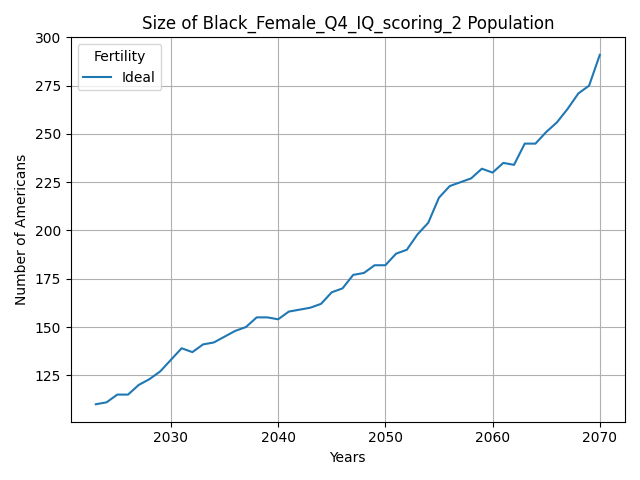 Size of Black_Female_Q4_IQ_scoring_2 Population
Fertility
Ideal
Number of Americans
300
275
250
225
200
175
150
125
2030 2040 2050 2060 2070
Years